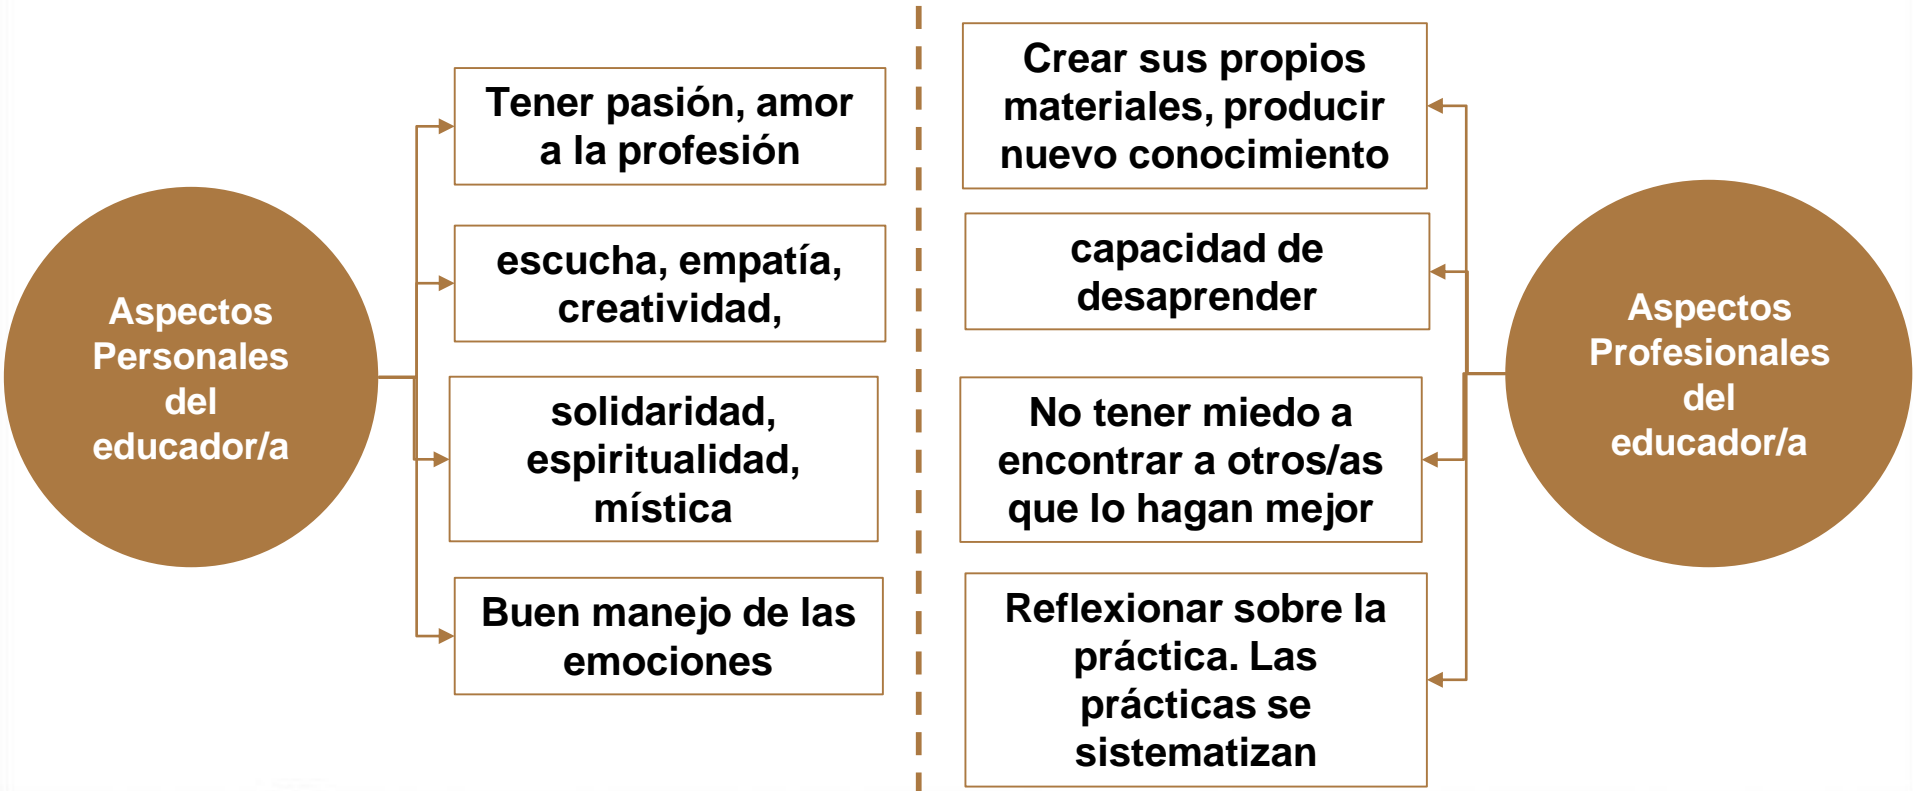 Aspectos
Personales
del
educador/a
Tener pasión, amor
a la profesión
escucha, empatía,
creatividad,
solidaridad,
espiritualidad,
mística
Buen manejo de las
emociones
Crear sus propios
materiales, producir
nuevo conocimiento
capacidad de
desaprender
No tener miedo a
encontrar a otros/as
que lo hagan mejor
Reflexionar sobre la
práctica. Las
prácticas se
sistematizan
Aspectos
Profesionales
del
educador/a